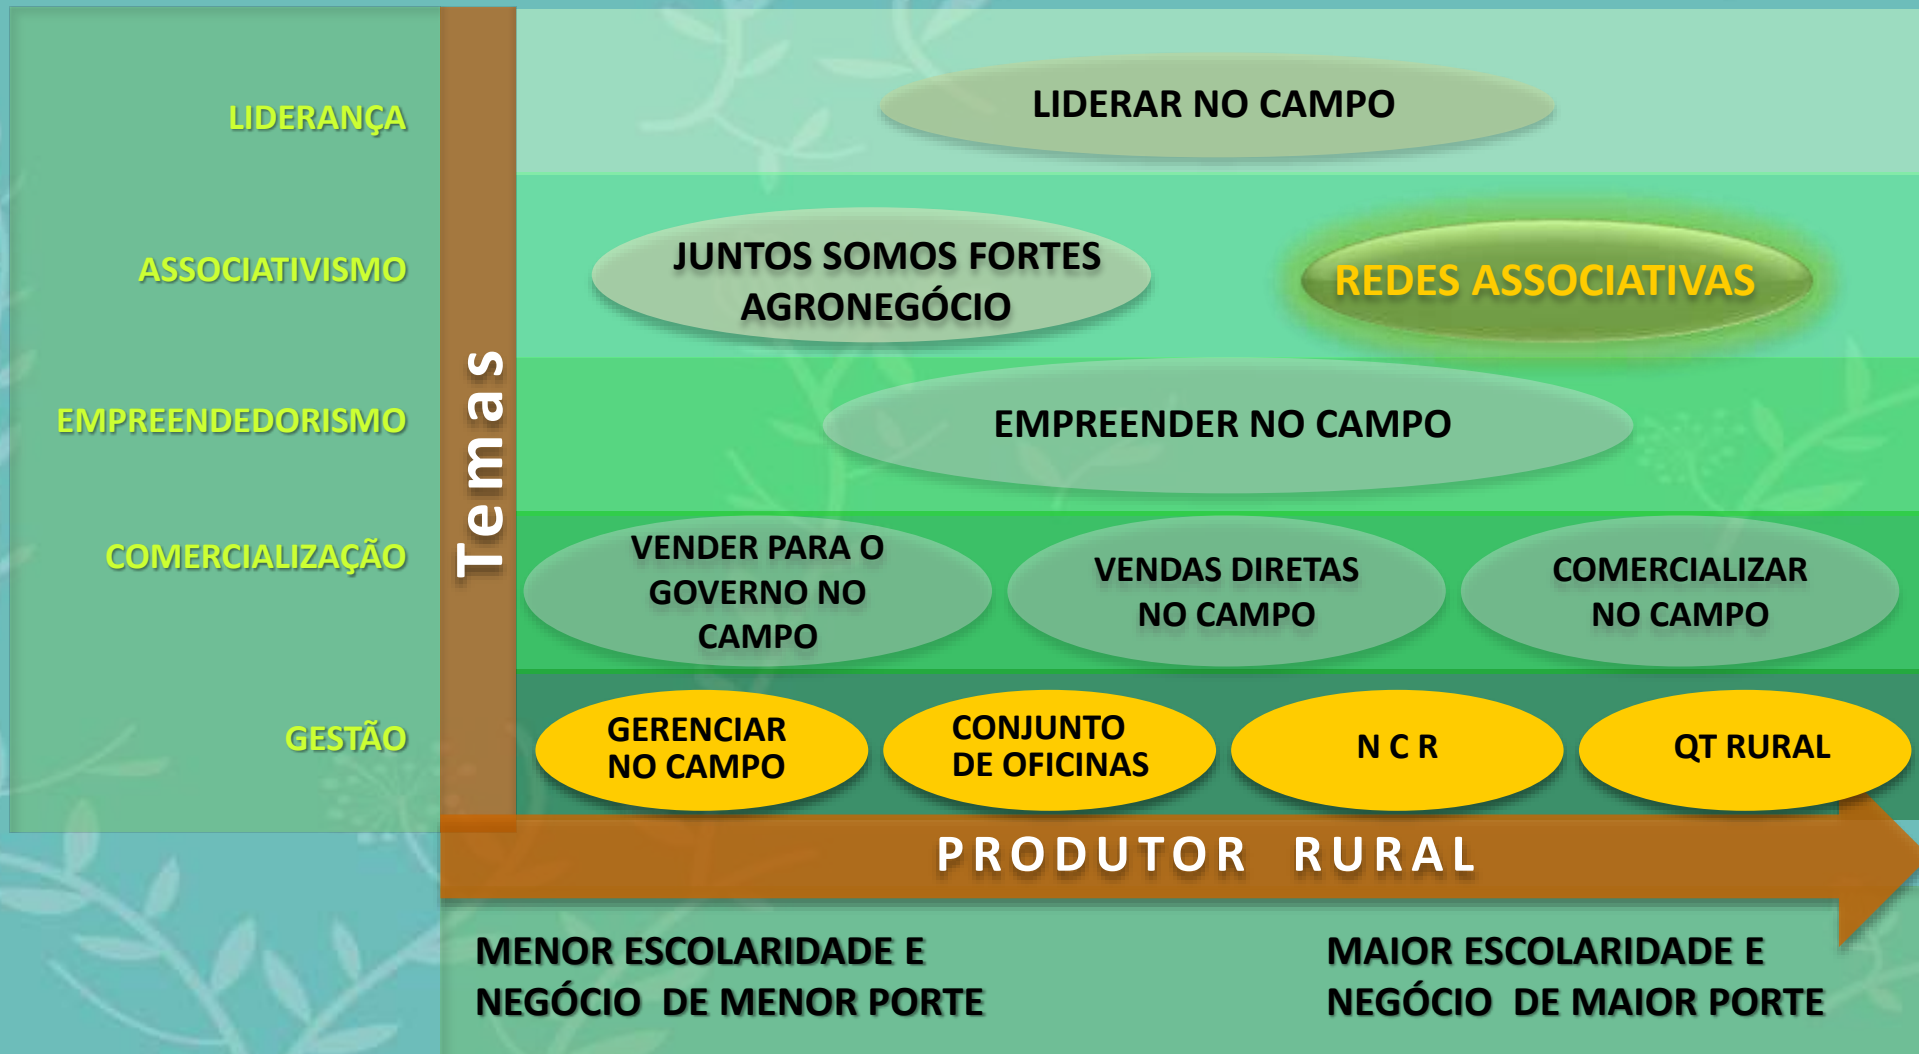 LIDERANÇA
LIDERAR NO CAMPO
ASSOCIATIVISMO
JUNTOS SOMOS FORTES
AGRONEGÓCIO
REDES ASSOCIATIVAS
EMPREENDEDORISMO
EMPREENDER NO CAMPO
COMERCIALIZAÇÃO
VENDER PARA O
GOVERNO NO
CAMPO
VENDAS DIRETAS
NO CAMPO
COMERCIALIZAR
NO CAMPO
GESTÃO
GERENCIAR
NO CAMPO
CONJUNTO
DE OFICINAS
N C R
QT RURAL
Temas
PRODUTOR RURAL
MENOR ESCOLARIDADE E
NEGÓCIO DE MENOR PORTE
MAIOR ESCOLARIDADE E
NEGÓCIO DE MAIOR PORTE